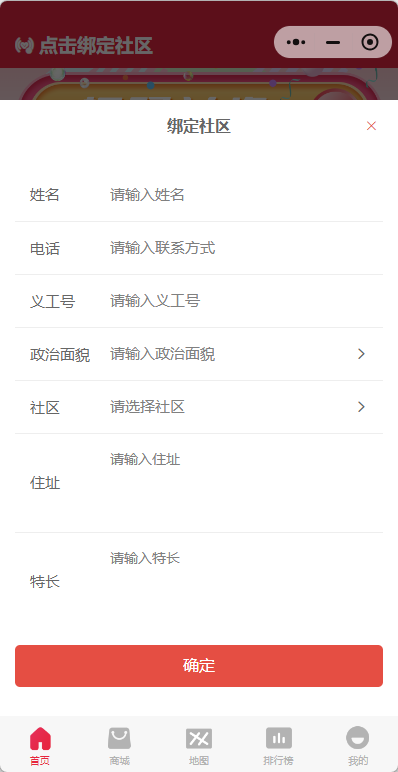 点击绑定社区
绑定社区
姓名 请输入姓名
电话 请输入联系方式
义工号 请输入义工号
政治面貌 请输入政治面貌
社区 请选择社区
住址 请输入住址
特长 请输入特长
确定
首页 商城 地图 排行榜 我的